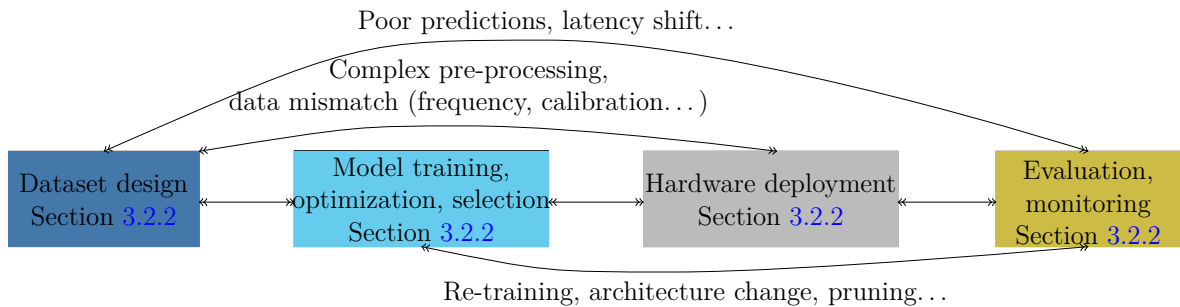 Poor predictions, latency shift...
Complex pre-processing,
data mismatch (frequency, calibration...)
Dataset design
Section 3.2.2
Model training,
optimization, selection
Section 3.2.2
Hardware deployment
Section 3.2.2
Evaluation,
monitoring
Section 3.2.2
Re-training, architecture change, pruning...